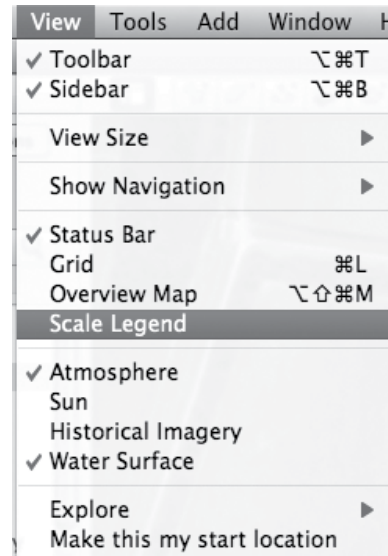 View Tools Add Window H
✓ Toolbar ⌥⌘T
✓ Sidebar ⌥⌘B
View Size ▶
Show Navigation ▶
✓ Status Bar
Grid ⌘L
Overview Map ⌥⇧⌘M
Scale Legend
✓ Atmosphere
Sun
Historical Imagery
✓ Water Surface
Explore ▶
Make this my start location